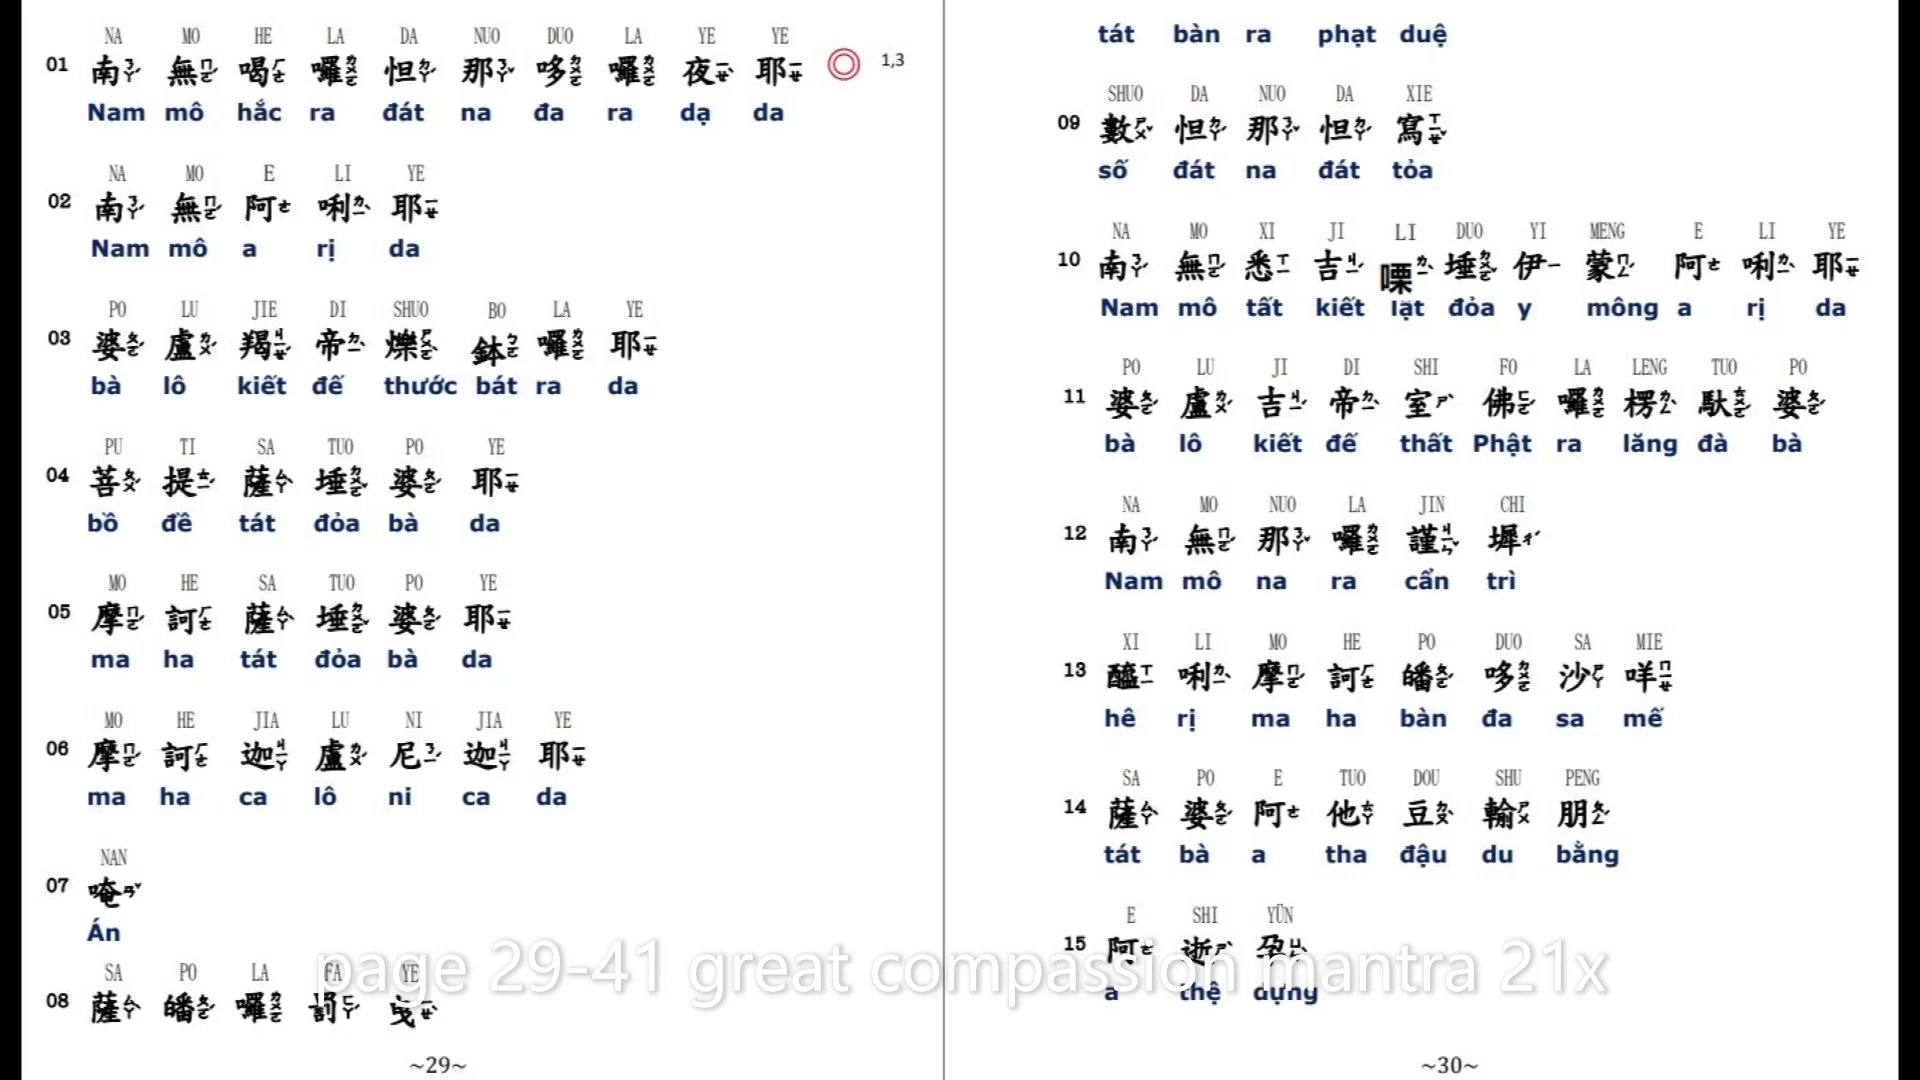 NA MO HE LA DA NUO DUO LA YE YE
01 南無喝囉怛那哆囉夜耶 1,3
Nam mô hắc ra đát na đa ra dạ da
NA MO E LI YE
02 南無阿唎耶
Nam mô a rị da
PO LU JIE DI SHUO BO LA YE
03 婆盧羯帝爍鉢囉耶
bà lô kiết đế thước bát ra da
PU TI SA TUO PO YE
04 菩提薩埵婆耶
bồ đề tát đỏa bà da
MO HE SA TUO PO YE
05 摩訶薩埵婆耶
ma ha tát đỏa bà da
MO HE JIA LU NI JIA YE
06 摩訶迦盧尼迦耶
ma ha ca lô ni ca da
NAN
07 唵
Án
SA PO LA FA YE
08 薩皤囉罰曳
~29~
tát bàn ra phạt duệ
SHUO DA NUO DA XIE
09 數怛那怛寫
số đát na đát tỏa
NA MO XI JI LI DUO YI MENG E LI YE
10 南無悉吉㗚埵伊蒙阿唎耶
Nam mô tất kiết lật đỏa y mông a rị da
PO LU JI DI SHI FO LA LENG TUO PO
11 婆盧吉帝室佛囉楞馱婆
bà lô kiết đế thất Phật ra lăng đà bà
NA MO NUO LA JIN CHI
12 南無那囉謹墀
Nam mô na ra cẩn trì
XI LI MO HE PO DUO SA MIE
13 醯唎摩訶皤哆沙咩
hê rị ma ha bàn đa sa mế
SA PO E TUO DOU SHU PENG
14 薩婆阿他豆輸朋
tát bà a tha đậu du bằng
E SHI YÜN
15 阿逝孕
a thệ dựng
~30~
page 29-41 great compassion mantra 21x